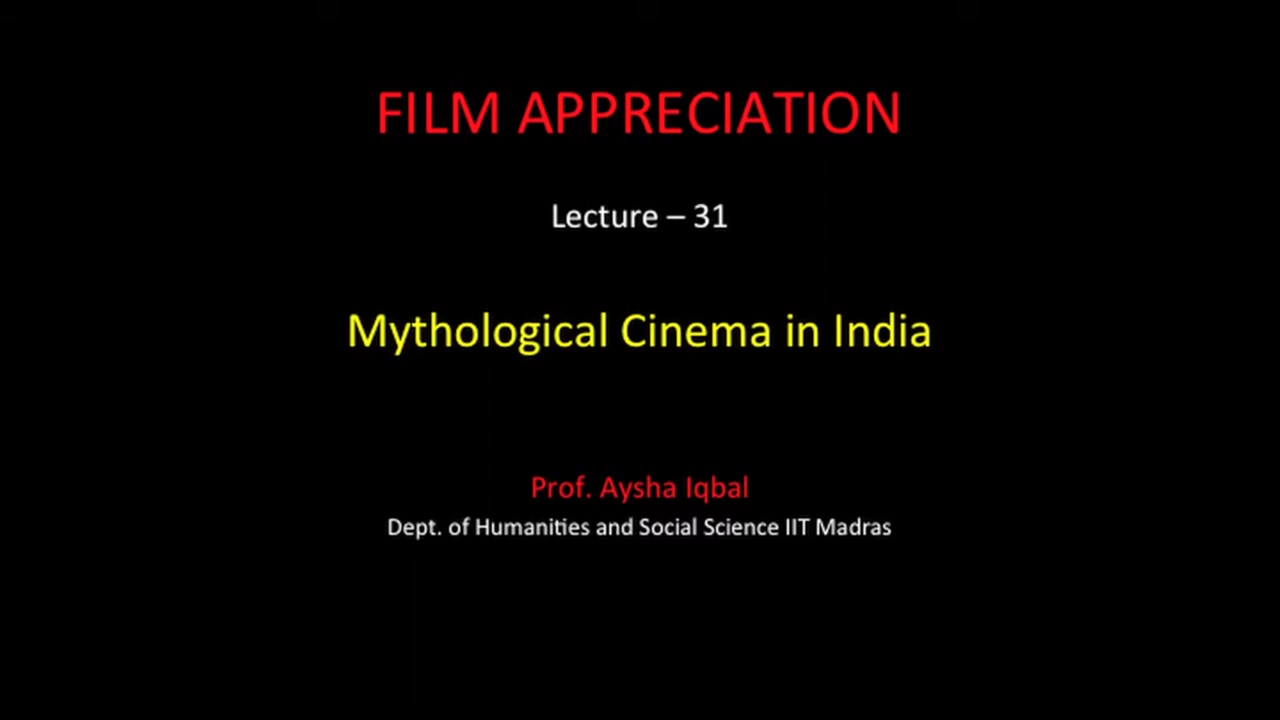 FILM APPRECIATION
Lecture – 31
Mythological Cinema in India
Prof. Aysha Iqbal
Dept. of Humanities and Social Science IIT Madras